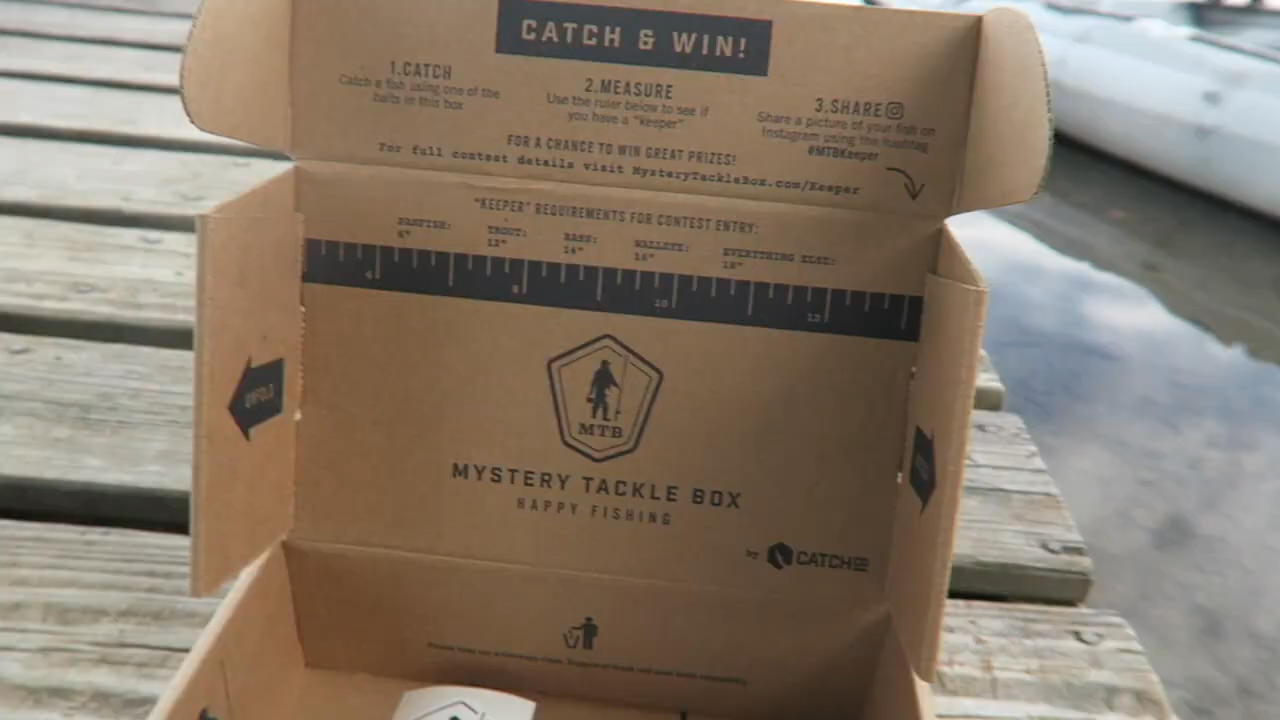 CATCH & WIN!
1.CATCH
Catch a fish using one of the
baits in this box
2.MEASURE
Use the ruler below to see if
you have a "keeper"
3.SHARE
Share a picture of your fish on
Instagram using the hashtag
#MTBKeeper
FOR A CHANCE TO WIN GREAT PRIZES!
For full contest details visit MysteryTackleBox.com/Keeper
"KEEPER" REQUIREMENTS FOR CONTEST ENTRY:
PANFISH: TROUT: BASS: WALLEYE: EVERYTHING ELSE:
12" 14" 18"
10 12
UNFOLD
MTB
MYSTERY TACKLE BOX
HAPPY FISHING
BY CATCHCO